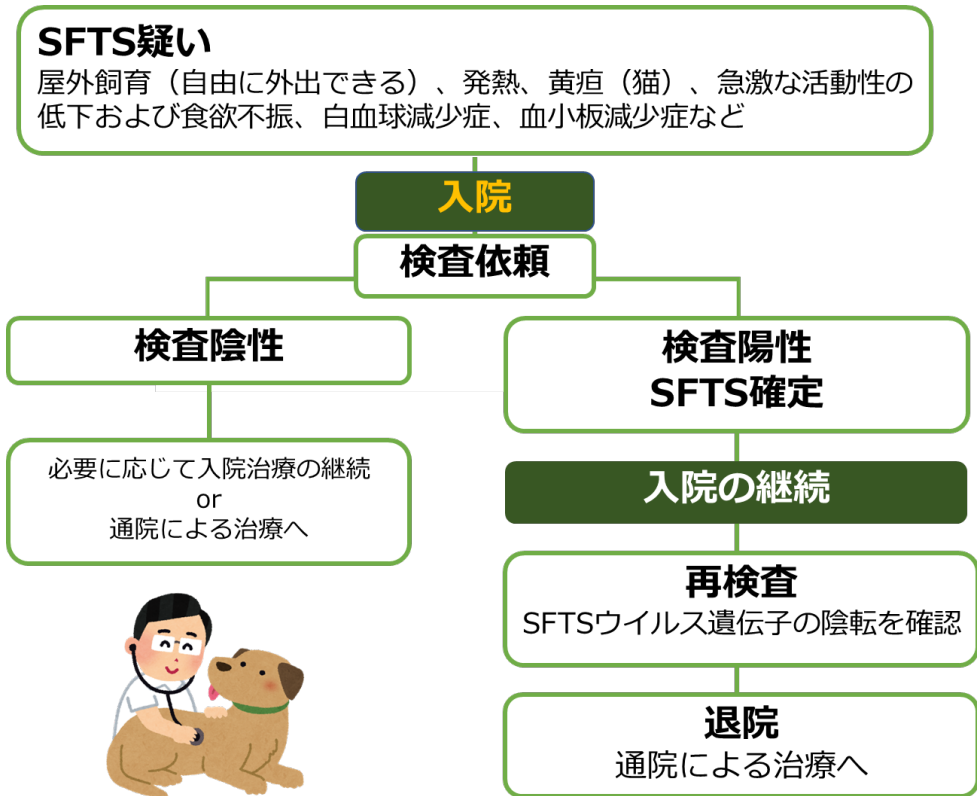 SFTS疑い
屋外飼育（自由に外出できる）、発熱、黄疸（猫）、急激な活動性の
低下および食欲不振、白血球減少症、血小板減少症など
入院
検査依頼
検査陰性
必要に応じて入院治療の継続
or
通院による治療へ
検査陽性
SFTS確定
入院の継続
再検査
SFTSウイルス遺伝子の陰転を確認
退院
通院による治療へ